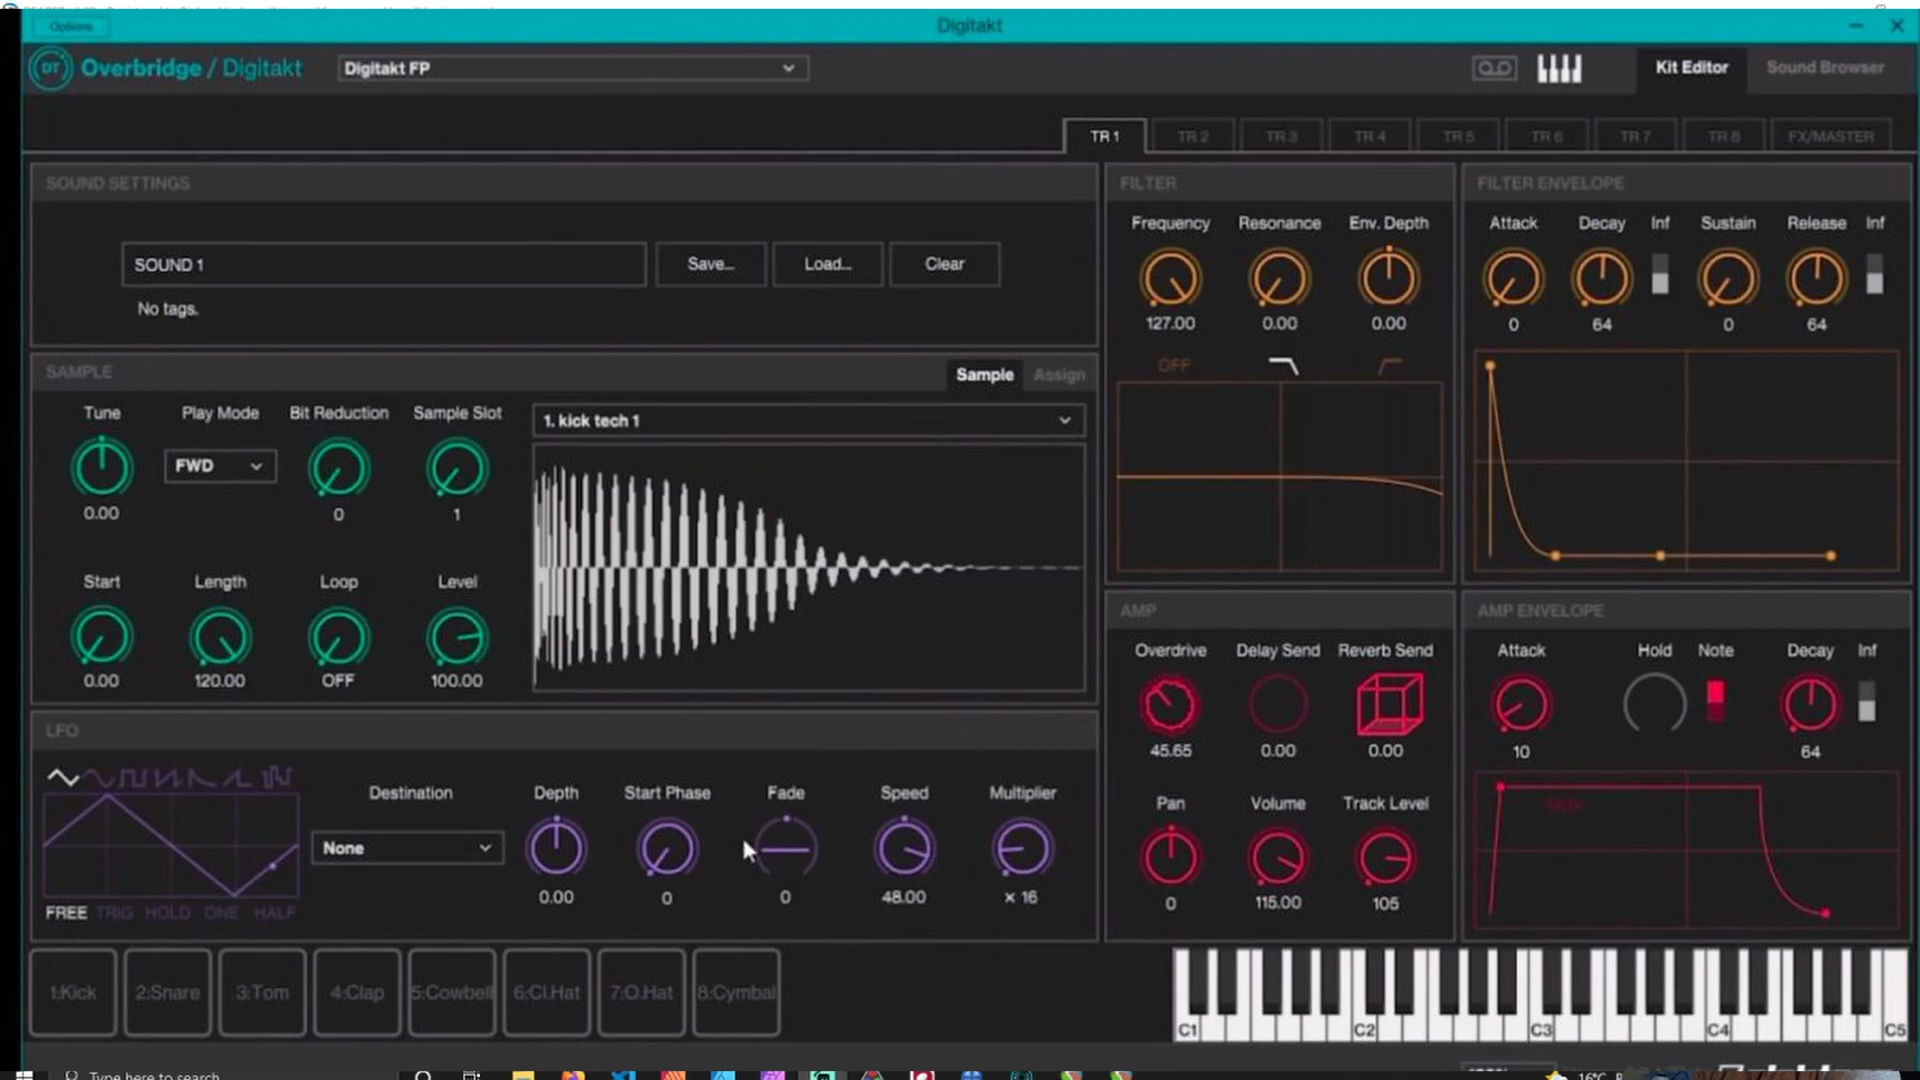 Options
Digitakt
DT
Overbridge / Digitakt
Digitakt FP
Kit Editor
Sound Browser
TR 1
TR 2
TR 3
TR 4
TR 5
TR 6
TR 7
TR 8
FX/MASTER
SOUND SETTINGS
SOUND 1
Save...
Load...
Clear
No tags.
FILTER
Frequency
Resonance
Env. Depth
127.00
0.00
0.00
OFF
FILTER ENVELOPE
Attack
Decay
Inf
Sustain
Release
Inf
0
64
0
64
SAMPLE
Sample
Assign
Tune
Play Mode
Bit Reduction
Sample Slot
FWD
0.00
0
1
1. kick tech 1
Start
Length
Loop
Level
0.00
120.00
OFF
100.00
AMP
Overdrive
Delay Send
Reverb Send
45.65
0.00
0.00
Pan
Volume
Track Level
0
115.00
105
AMP ENVELOPE
Attack
Hold
Note
Decay
Inf
10
64
LFO
FREE
TRIG
HOLD
ONE
HALF
Destination
None
Depth
Start Phase
Fade
Speed
Multiplier
0.00
0
0
48.00
× 16
1:Kick
2:Snare
3:Tom
4:Clap
5:Cowbell
6:Cl.Hat
7:O.Hat
8:Cymbal
C1
C2
C3
C4
C5
Type here to search
16°C